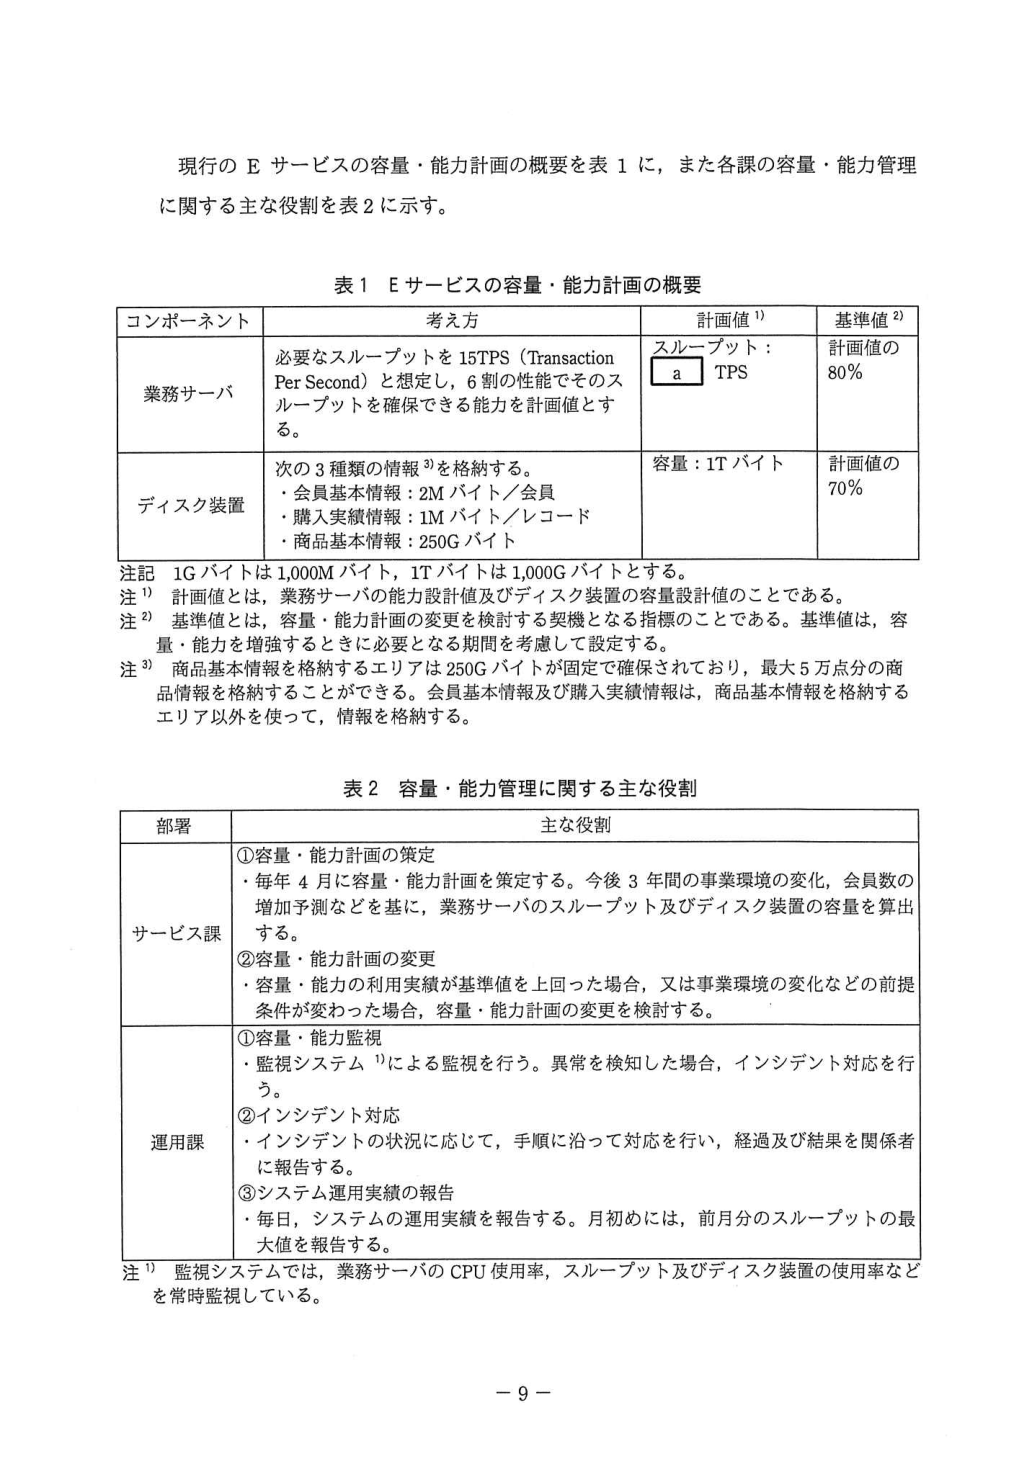 現行の E サービスの容量・能力計画の概要を表 1 に，また各課の容量・能力管理
に関する主な役割を表 2 に示す。
表 1　E サービスの容量・能力計画の概要
コンポーネント　考え方　計画値 1)　基準値 2)
業務サーバ
必要なスループットを 15TPS（Transaction
Per Second）と想定し，6 割の性能でそのス
ループットを確保できる能力を計画値とす
る。
スループット：
a TPS
計画値の
80%
ディスク装置
次の 3 種類の情報 3)を格納する。
・会員基本情報：2M バイト／会員
・購入実績情報：1M バイト／レコード
・商品基本情報：250G バイト
容量：1T バイト
計画値の
70%
注記　1G バイトは 1,000M バイト，1T バイトは 1,000G バイトとする。
注 1)　計画値とは，業務サーバの能力設計値及びディスク装置の容量設計値のことである。
注 2)　基準値とは，容量・能力計画の変更を検討する契機となる指標のことである。基準値は，容
量・能力を増強するときに必要となる期間を考慮して設定する。
注 3)　商品基本情報を格納するエリアは 250G バイトが固定で確保されており，最大 5 万点分の商
品情報を格納することができる。会員基本情報及び購入実績情報は，商品基本情報を格納する
エリア以外を使って，情報を格納する。
表 2　容量・能力管理に関する主な役割
部署　主な役割
サービス課
①容量・能力計画の策定
・毎年 4 月に容量・能力計画を策定する。今後 3 年間の事業環境の変化，会員数の
増加予測などを基に，業務サーバのスループット及びディスク装置の容量を算出
する。
②容量・能力計画の変更
・容量・能力の利用実績が基準値を上回った場合，又は事業環境の変化などの前提
条件が変わった場合，容量・能力計画の変更を検討する。
運用課
①容量・能力監視
・監視システム 1)による監視を行う。異常を検知した場合，インシデント対応を行
う。
②インシデント対応
・インシデントの状況に応じて，手順に沿って対応を行い，経過及び結果を関係者
に報告する。
③システム運用実績の報告
・毎日，システムの運用実績を報告する。月初めには，前月分のスループットの最
大値を報告する。
注 1)　監視システムでは，業務サーバの CPU 使用率，スループット及びディスク装置の使用率など
を常時監視している。
－ 9 －